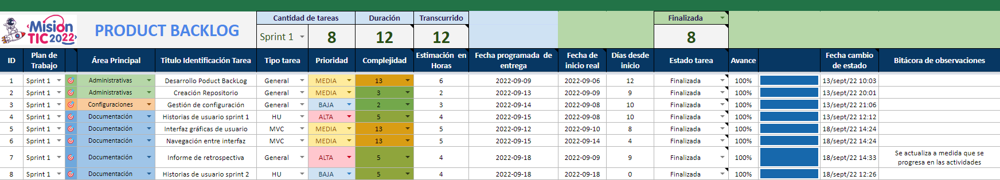 Misión
TIC 2022
PRODUCT BACKLOG
Cantidad de tareas Duración Transcurrido Finalizada
Sprint 1 8 12 12 8
ID Plan de Trabajo Área Principal Titulo Identificación Tarea Tipo tarea Prioridad Complejidad Estimación en Horas Fecha programada de entrega Fecha de inicio real Días desde inicio Estado tarea Avance Fecha cambio de estado Bitácora de observaciones
1 Sprint 1 Administrativas Desarrollo Poduct BackLog General MEDIA 13 6 2022-09-09 2022-09-06 12 Finalizada 100% 13/sept/22 10:03
2 Sprint 1 Administrativas Creación Repositorio General MEDIA 3 2 2022-09-13 2022-09-09 9 Finalizada 100% 13/sept/22 20:01
3 Sprint 1 Configuraciones Gestión de configuración General BAJA 2 3 2022-09-14 2022-09-08 10 Finalizada 100% 13/sept/22 21:06
4 Sprint 1 Documentación Historias de usuario sprint 1 HU ALTA 5 4 2022-09-15 2022-09-08 10 Finalizada 100% 13/sept/22 12:12
5 Sprint 1 Documentación Interfaz gráficas de usuario MVC MEDIA 13 5 2022-09-12 2022-09-10 8 Finalizada 100% 18/sept/22 14:24
6 Sprint 1 Documentación Navegación entre interfaz MVC MEDIA 13 5 2022-09-15 2022-09-14 4 Finalizada 100% 18/sept/22 14:24
7 Sprint 1 Documentación Informe de retrospectiva General ALTA 5 4 2022-09-18 2022-09-09 9 Finalizada 100% 18/sept/22 14:33 Se actualiza a medida que se progresa en las actividades
8 Sprint 1 Documentación Historias de usuario sprint 2 HU BAJA 5 4 2022-09-18 2022-09-18 0 Finalizada 100% 18/sept/22 12:26